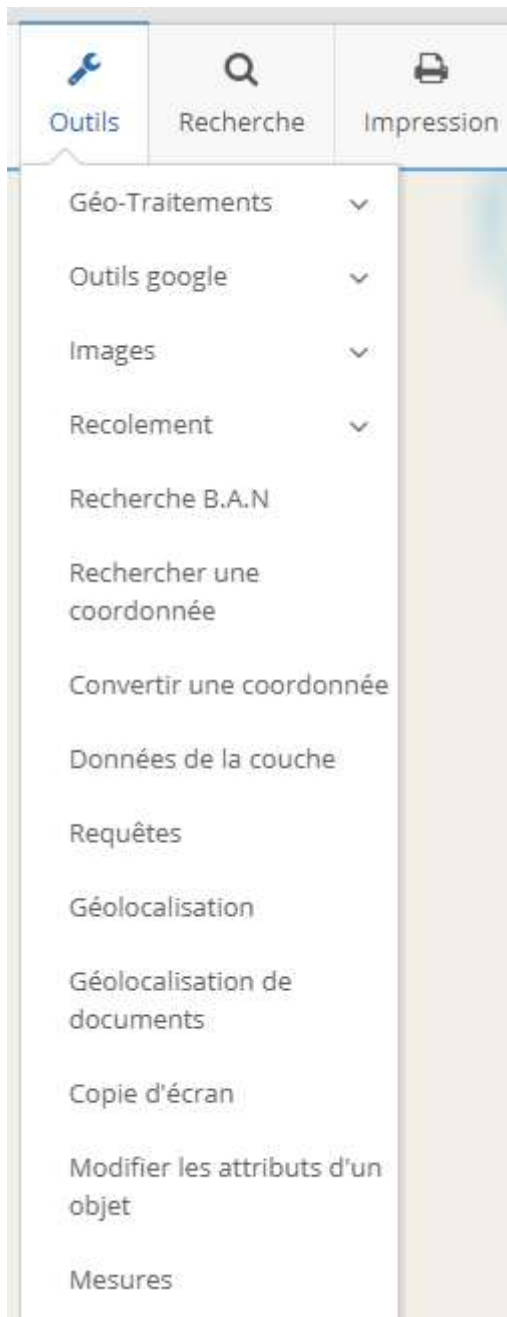 Outils
Recherche
Impression
Géo-Traitements
Outils google
Images
Recolement
Recherche B.A.N
Rechercher une
coordonnée
Convertir une coordonnée
Données de la couche
Requêtes
Géolocalisation
Géolocalisation de
documents
Copie d'écran
Modifier les attributs d'un
objet
Mesures